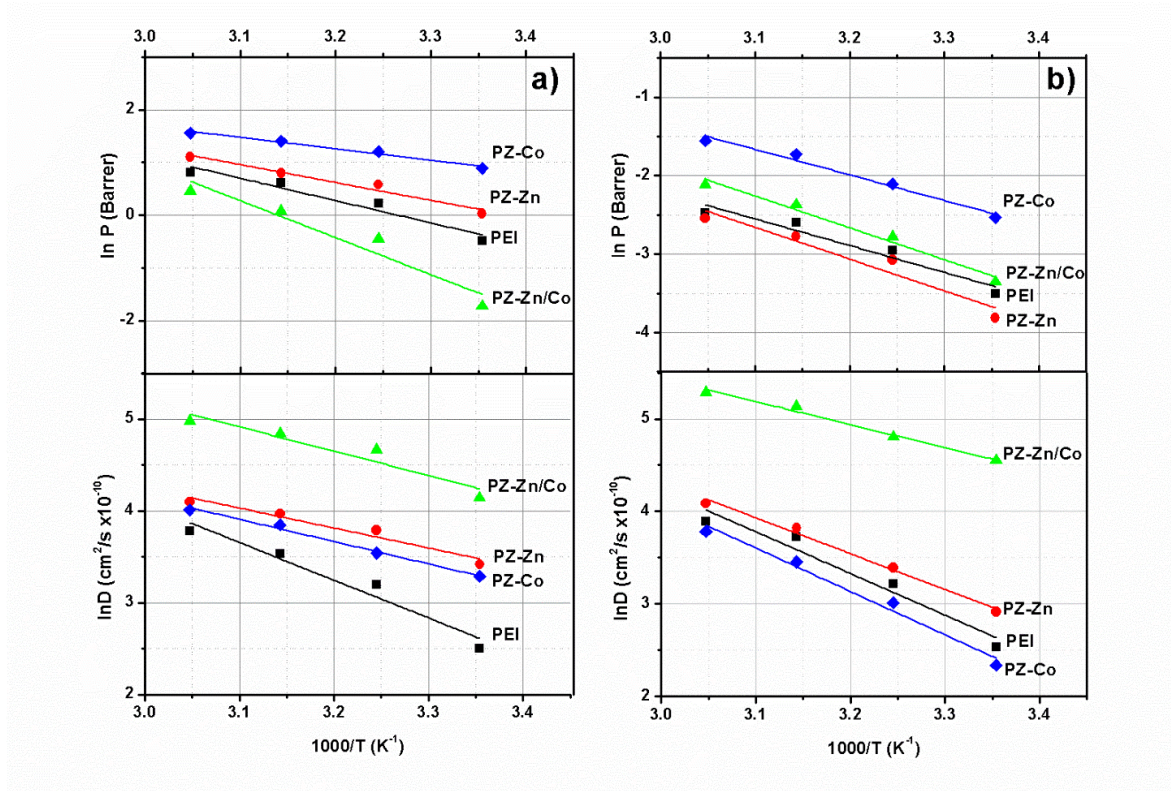 3.0 3.1 3.2 3.3 3.4
a)
ln P (Barrer)
2
0
-2
PZ-Co
PZ-Zn
PEI
PZ-Zn/Co
lnD (cm²/s x10⁻¹⁰)
5
4
3
2
PZ-Zn/Co
PZ-Zn
PZ-Co
PEI
3.0 3.1 3.2 3.3 3.4
1000/T (K⁻¹)
3.0 3.1 3.2 3.3 3.4
b)
ln P (Barrer)
-1
-2
-3
-4
PZ-Co
PZ-Zn/Co
PEI
PZ-Zn
lnD (cm²/s x10⁻¹⁰)
5
4
3
2
PZ-Zn/Co
PZ-Zn
PEI
PZ-Co
3.0 3.1 3.2 3.3 3.4
1000/T (K⁻¹)